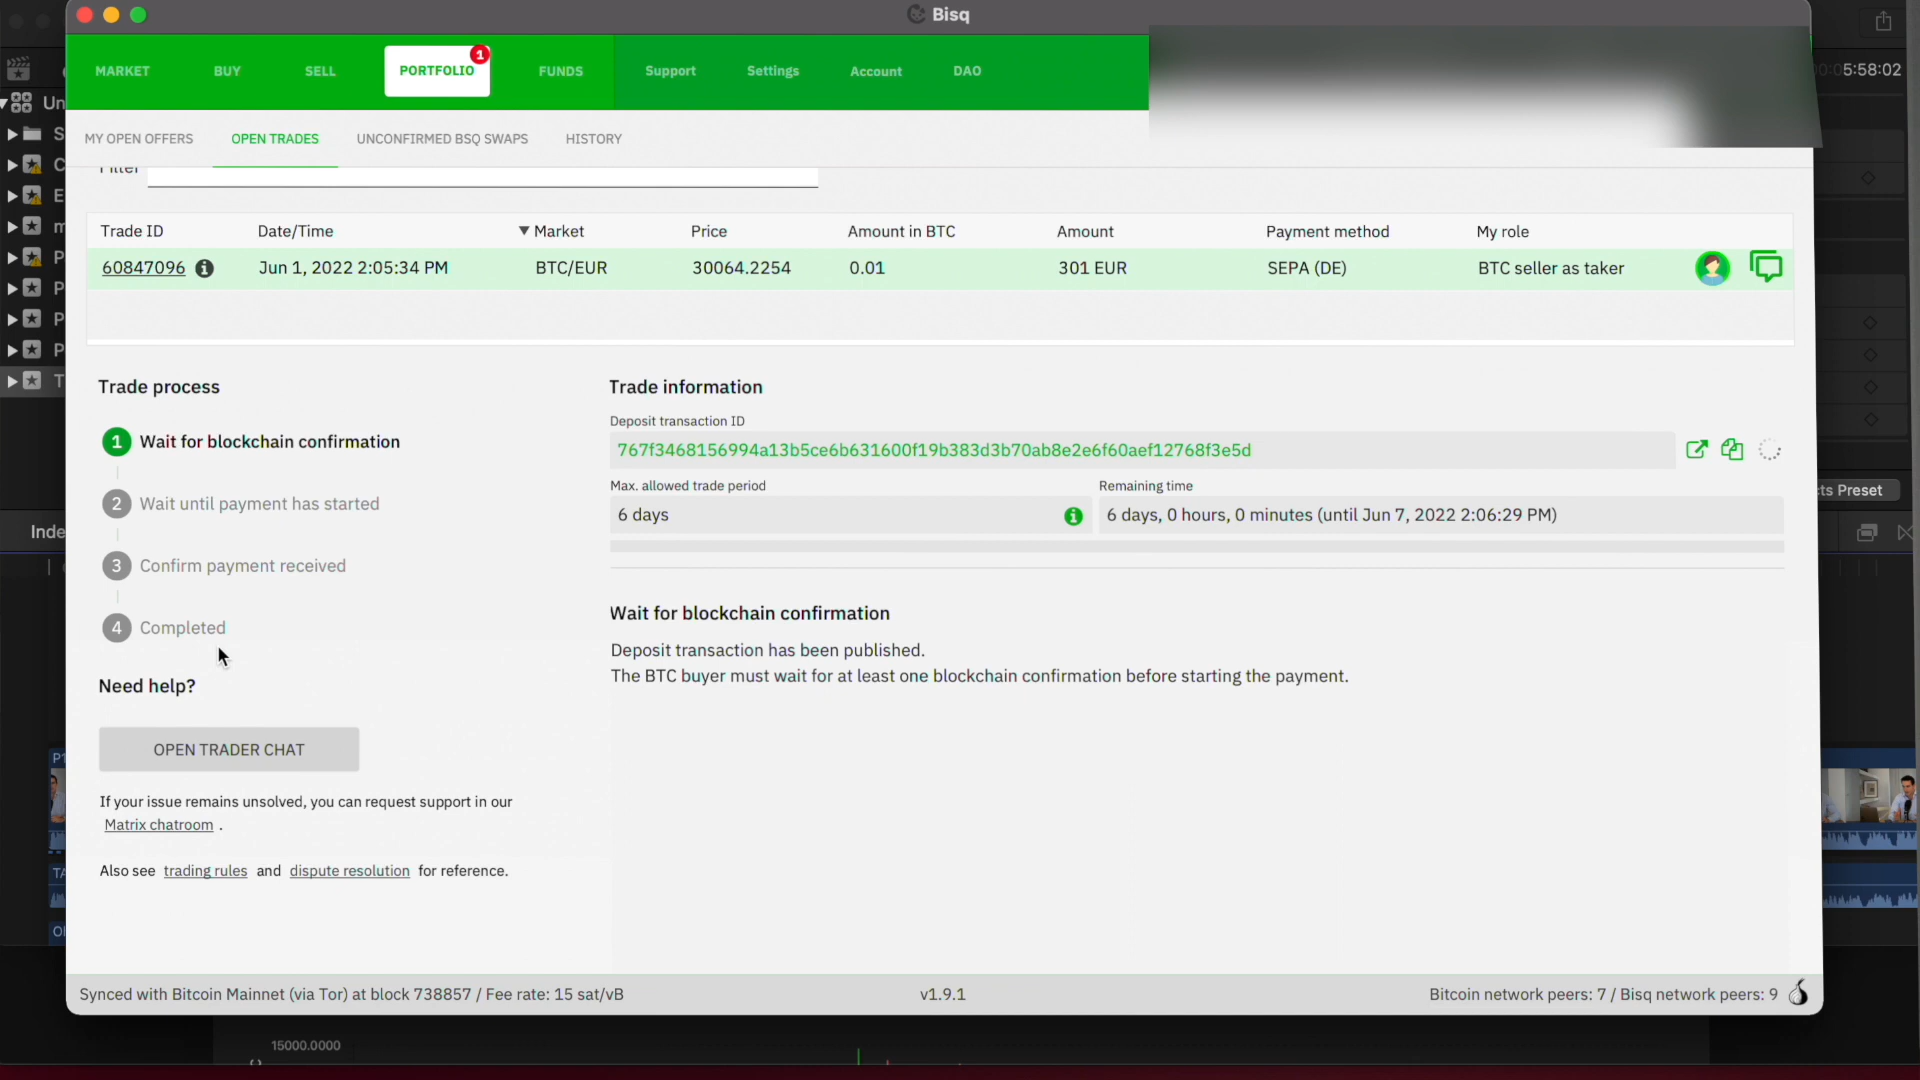 Bisq
MARKET BUY SELL PORTFOLIO 1 FUNDS Support Settings Account DAO
5:58:02
Un
MY OPEN OFFERS OPEN TRADES UNCONFIRMED BSQ SWAPS HISTORY
Filter
Trade ID Date/Time ▼ Market Price Amount in BTC Amount Payment method My role
60847096 Jun 1, 2022 2:05:34 PM BTC/EUR 30064.2254 0.01 301 EUR SEPA (DE) BTC seller as taker
Trade process
1 Wait for blockchain confirmation
2 Wait until payment has started
3 Confirm payment received
4 Completed
Need help?
OPEN TRADER CHAT
If your issue remains unsolved, you can request support in our
Matrix chatroom .
Also see trading rules and dispute resolution for reference.
Trade information
Deposit transaction ID
767f3468156994a13b5ce6b631600f19b383d3b70ab8e2e6f60aef12768f3e5d
Max. allowed trade period Remaining time
6 days 6 days, 0 hours, 0 minutes (until Jun 7, 2022 2:06:29 PM)
Wait for blockchain confirmation
Deposit transaction has been published.
The BTC buyer must wait for at least one blockchain confirmation before starting the payment.
ts Preset
Inde
P1
TA
Synced with Bitcoin Mainnet (via Tor) at block 738857 / Fee rate: 15 sat/vB v1.9.1 Bitcoin network peers: 7 / Bisq network peers: 9
15000.0000